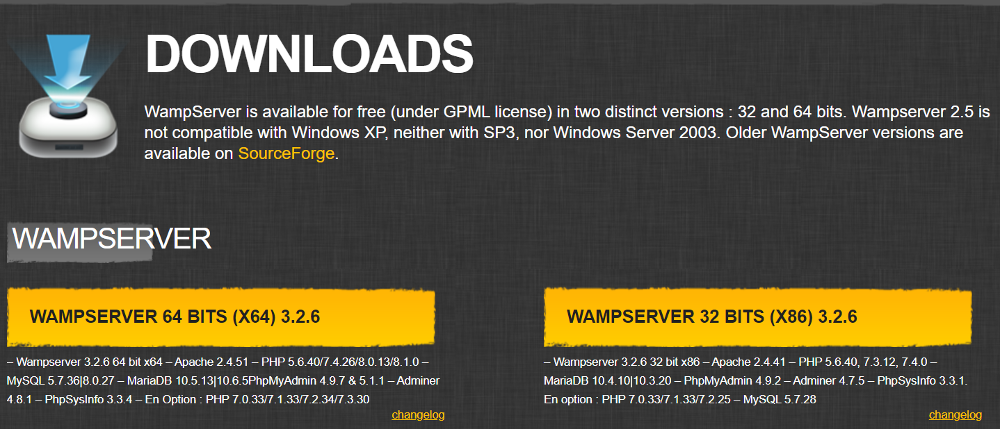 DOWNLOADS
WampServer is available for free (under GPML license) in two distinct versions : 32 and 64 bits. Wampserver 2.5 is
not compatible with Windows XP, neither with SP3, nor Windows Server 2003. Older WampServer versions are
available on SourceForge.
WAMPSERVER
WAMPSERVER 64 BITS (X64) 3.2.6
– Wampserver 3.2.6 64 bit x64 – Apache 2.4.51 – PHP 5.6.40/7.4.26/8.0.13/8.1.0 –
MySQL 5.7.36|8.0.27 – MariaDB 10.5.13|10.6.5PhpMyAdmin 4.9.7 & 5.1.1 – Adminer
4.8.1 – PhpSysInfo 3.3.4 – En Option : PHP 7.0.33/7.1.33/7.2.34/7.3.30
changelog
WAMPSERVER 32 BITS (X86) 3.2.6
– Wampserver 3.2.6 32 bit x86 – Apache 2.4.41 – PHP 5.6.40, 7.3.12, 7.4.0 –
MariaDB 10.4.10|10.3.20 – PhpMyAdmin 4.9.2 – Adminer 4.7.5 – PhpSysInfo 3.3.1.
En option : PHP 7.0.33/7.1.33/7.2.25 – MySQL 5.7.28
changelog